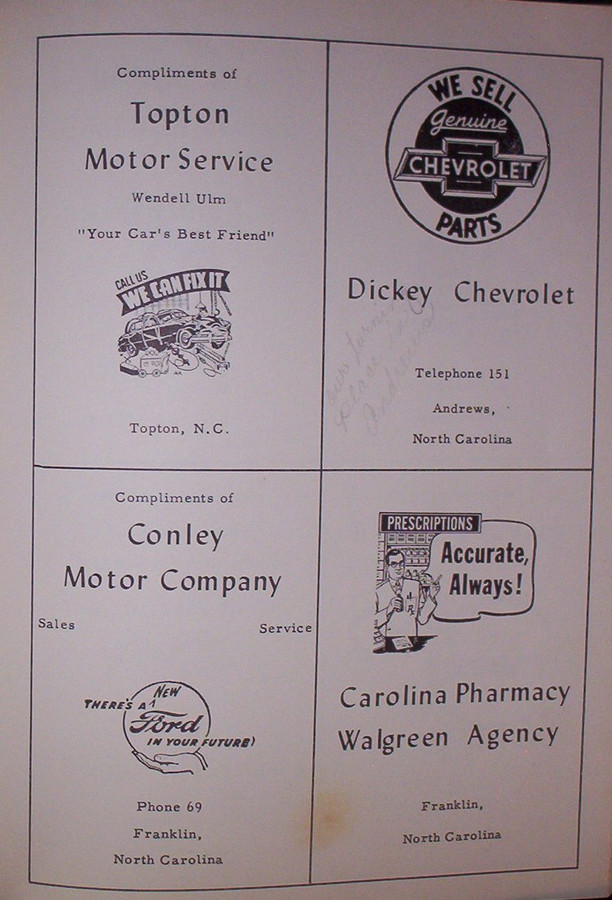 Compliments of
Topton
Motor Service
Wendell Ulm
"Your Car's Best Friend"
CALL US
WE CAN FIX IT
Topton, N.C.
WE SELL
Genuine
CHEVROLET
PARTS
Dickey Chevrolet
Telephone 151
Andrews,
North Carolina
Compliments of
Conley
Motor Company
Sales Service
THERE'S A NEW
Ford
IN YOUR FUTURE!
Phone 69
Franklin,
North Carolina
PRESCRIPTIONS
Accurate,
Always!
Carolina Pharmacy
Walgreen Agency
Franklin,
North Carolina